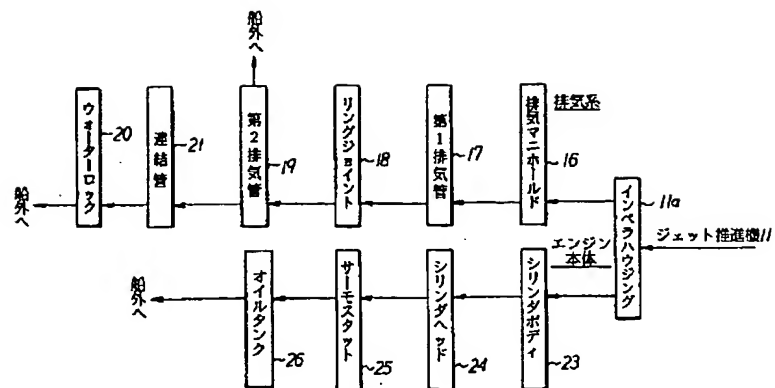 船外へ
ウォーターロック
20
連結管
21
船外へ
第2排気管
19
リングジョイント
18
第1排気管
17
排気マニホールド
16
排気系
インペラハウジング
11a
ジェット推進機11
エンジン
本体
船外へ
オイルタンク
26
サーモスタット
25
シリンダヘッド
24
シリンダボディ
23